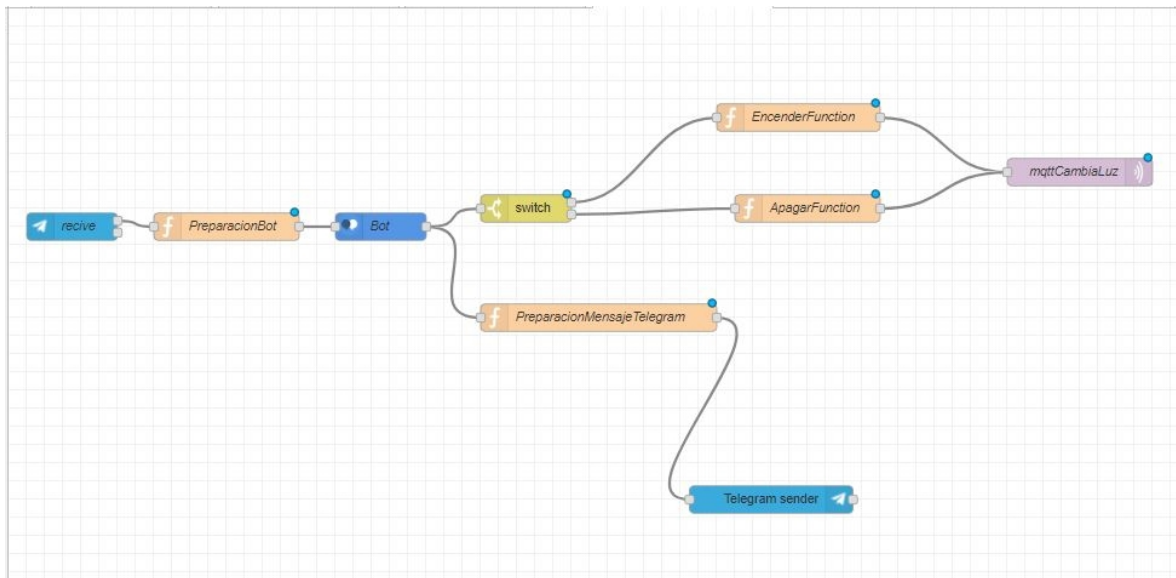 recive
PreparacionBot
Bot
switch
EncenderFunction
ApagarFunction
mqttCambiaLuz
PreparacionMensajeTelegram
Telegram sender